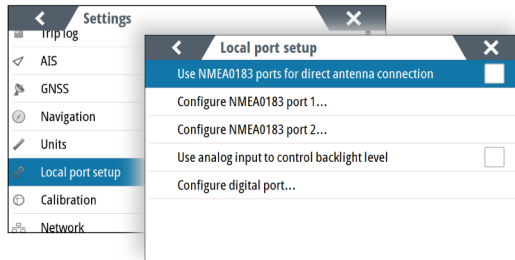 Settings
Trip log
AIS
GNSS
Navigation
Units
Local port setup
Calibration
Network
Local port setup
Use NMEA0183 ports for direct antenna connection
Configure NMEA0183 port 1...
Configure NMEA0183 port 2...
Use analog input to control backlight level
Configure digital port...